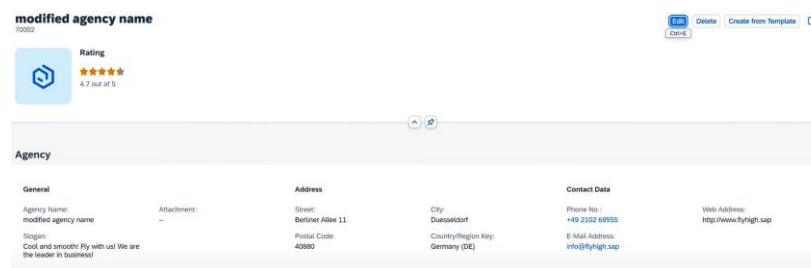 modified agency name
70002
Edit Delete Create from Template
Ctrl+E
Rating
4.7 out of 5
Agency
General Address Contact Data
Agency Name: Attachment: Street: City: Phone No.: Web Address:
modified agency name – Berliner Allee 11 Duesseldorf +49 2102 69555 http://www.flyhigh.sap
Slogan: Postal Code: Country/Region Key: E-Mail Address:
Cool and smooth! Fly with us! We are 40880 Germany (DE) info@flyhigh.sap
the leader in business!